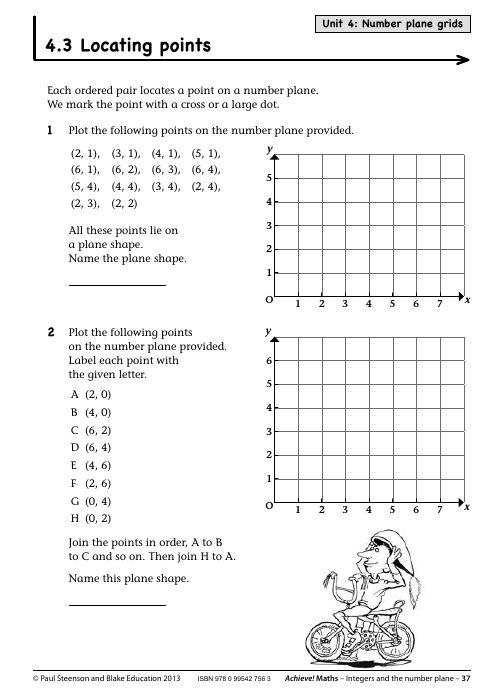 Unit 4: Number plane grids
4.3 Locating points
Each ordered pair locates a point on a number plane.
We mark the point with a cross or a large dot.
1 Plot the following points on the number plane provided.
(2, 1), (3, 1), (4, 1), (5, 1),
(6, 1), (6, 2), (6, 3), (6, 4),
(5, 4), (4, 4), (3, 4), (2, 4),
(2, 3), (2, 2)
All these points lie on
a plane shape.
Name the plane shape.
y
5
4
3
2
1
O 1 2 3 4 5 6 7 x
2 Plot the following points
on the number plane provided.
Label each point with
the given letter.
A (2, 0)
B (4, 0)
C (6, 2)
D (6, 4)
E (4, 6)
F (2, 6)
G (0, 4)
H (0, 2)
Join the points in order, A to B
to C and so on. Then join H to A.
Name this plane shape.
y
6
5
4
3
2
1
O 1 2 3 4 5 6 7 x
© Paul Steenson and Blake Education 2013 ISBN 978 0 99542 756 3 Achieve! Maths – Integers and the number plane – 37